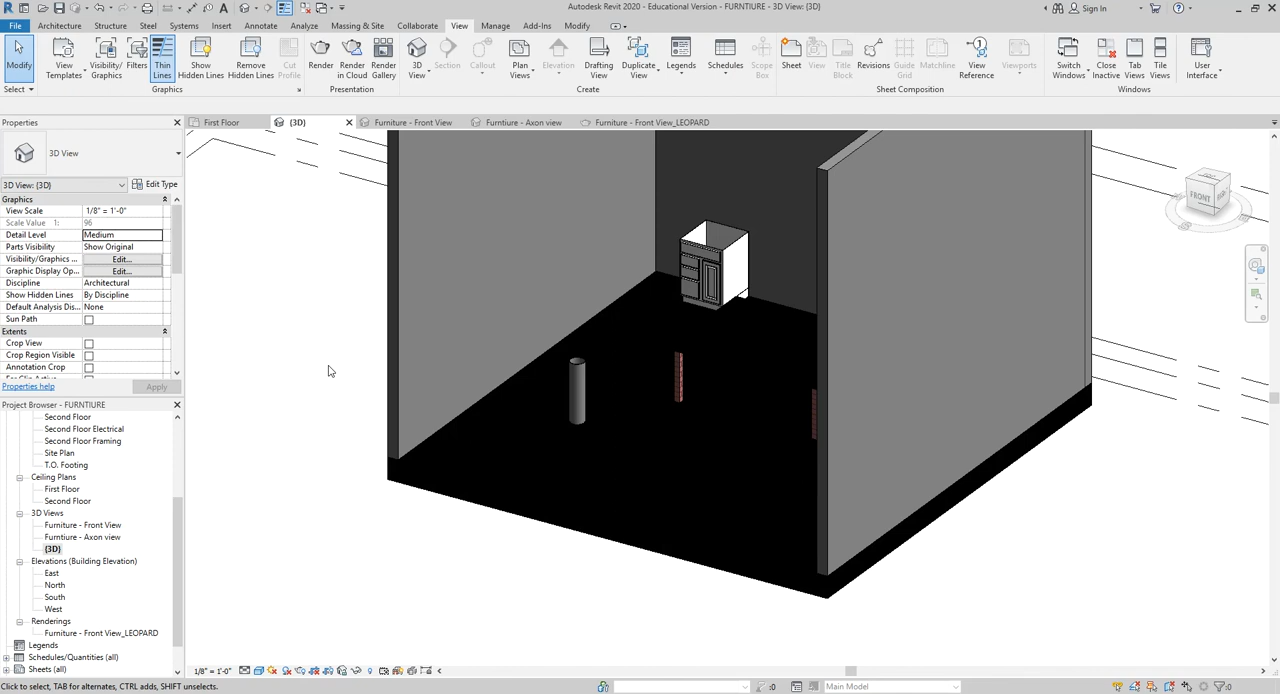 Autodesk Revit 2020 - Educational Version - FURNTIURE - 3D View: {3D}
Sign In
File Architecture Structure Steel Systems Insert Annotate Analyze Massing & Site Collaborate View Manage Add-Ins Modify
Modify View Templates Visibility/ Graphics Filters Thin Lines Show Hidden Lines Remove Hidden Lines Cut Profile Render Render in Cloud Render Gallery 3D View Section Callout Plan Views Elevation Drafting View Duplicate View Legends Schedules Scope Box Sheet View Title Block Revisions Guide Grid Matchline View Reference Viewports Switch Windows Close Inactive Tab Views Tile Views User Interface
Select Graphics Presentation Create Sheet Composition Windows
Properties
First Floor {3D} Furniture - Front View Furntiure - Axon view Furniture - Front View_LEOPARD
3D View
3D View: {3D} Edit Type
Graphics
View Scale 1/8" = 1'-0"
Scale Value 1: 96
Detail Level Medium
Parts Visibility Show Original
Visibility/Graphics ... Edit...
Graphic Display Op... Edit...
Discipline Architectural
Show Hidden Lines By Discipline
Default Analysis Dis... None
Sun Path
Extents
Crop View
Crop Region Visible
Annotation Crop
Properties help Apply
Project Browser - FURNTIURE
Second Floor
Second Floor Electrical
Second Floor Framing
Site Plan
T.O. Footing
Ceiling Plans
First Floor
Second Floor
3D Views
Furniture - Front View
Furntiure - Axon view
{3D}
Elevations (Building Elevation)
East
North
South
West
Renderings
Furniture - Front View_LEOPARD
Legends
Schedules/Quantities (all)
Sheets (all)
FRONT
1/8" = 1'-0"
Click to select, TAB for alternates, CTRL adds, SHIFT unselects.
:0 Main Model :0